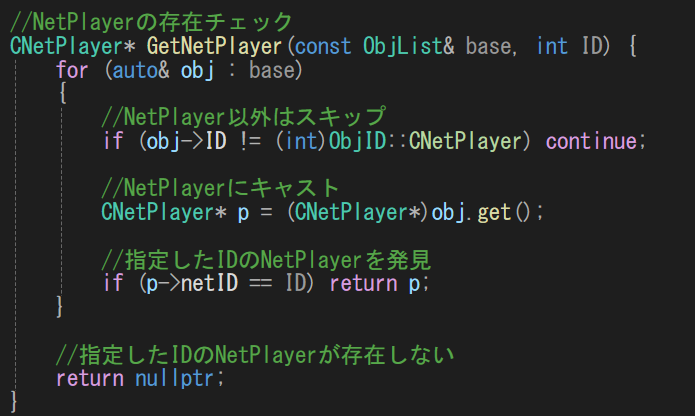 //NetPlayerの存在チェック
CNetPlayer* GetNetPlayer(const ObjList& base, int ID) {
for (auto& obj : base)
{
//NetPlayer以外はスキップ
if (obj->ID != (int)ObjID::CNetPlayer) continue;
//NetPlayerにキャスト
CNetPlayer* p = (CNetPlayer*)obj.get();
//指定したIDのNetPlayerを発見
if (p->netID == ID) return p;
}
//指定したIDのNetPlayerが存在しない
return nullptr;
}